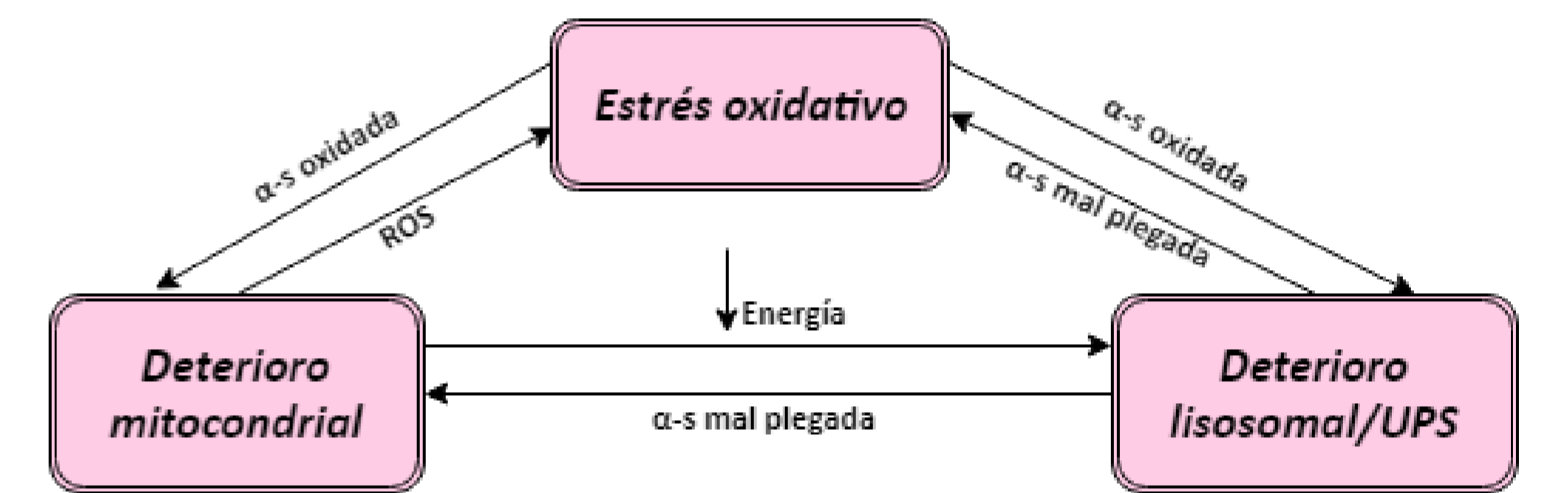 Estrés oxidativo
α-s oxidada
ROS
α-s oxidada
α-s mal plegada
Energía
α-s mal plegada
Deterioro
mitocondrial
Deterioro
lisosomal/UPS